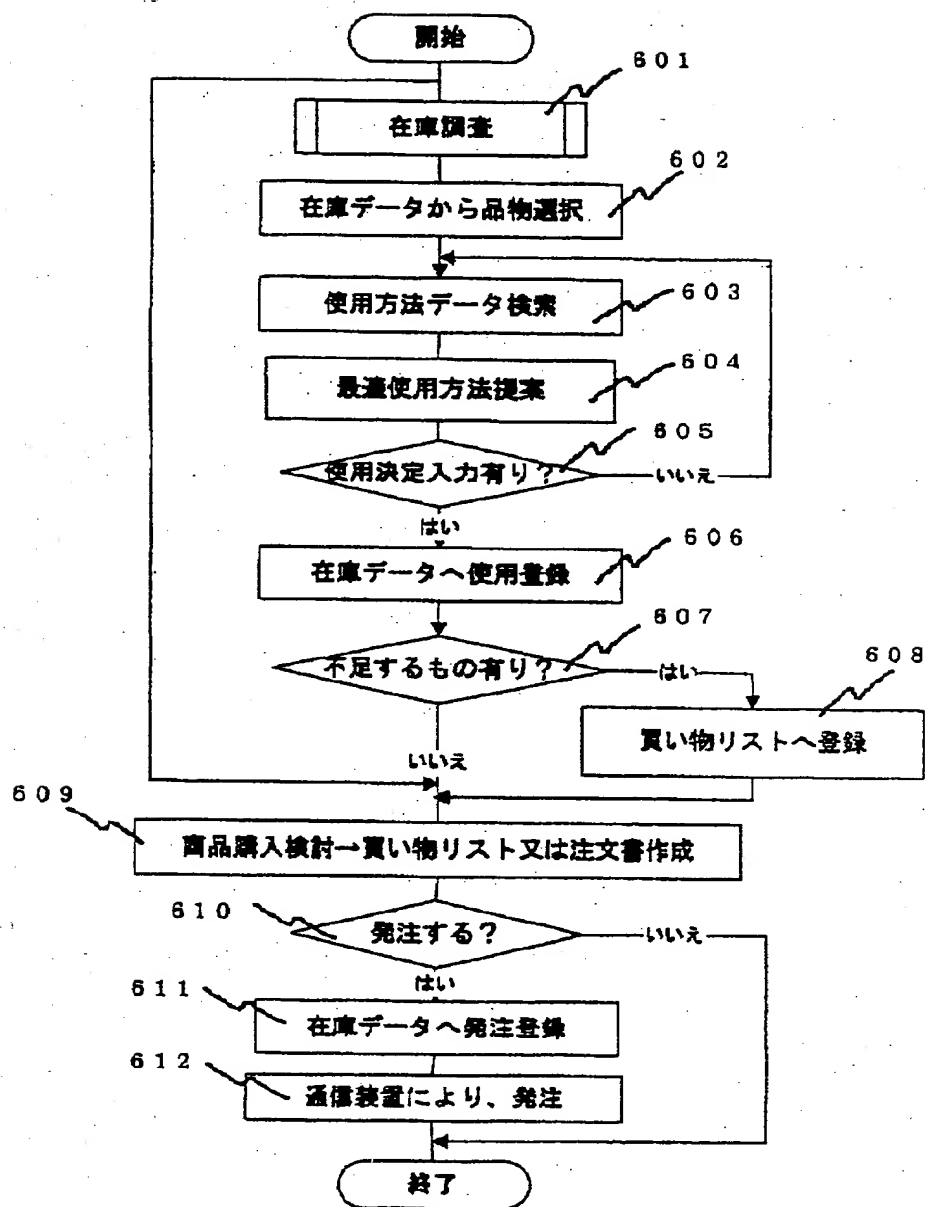 開始
601
在庫調査
602
在庫データから品物選択
603
使用方法データ検索
604
最適使用方法提案
605
使用決定入力有り?
いいえ
はい
606
在庫データへ使用登録
607
不足するもの有り?
はい
608
買い物リストへ登録
いいえ
609
商品購入検討→買い物リスト又は注文書作成
610
発注する?
いいえ
はい
611
在庫データへ発注登録
612
通信装置により、発注
終了